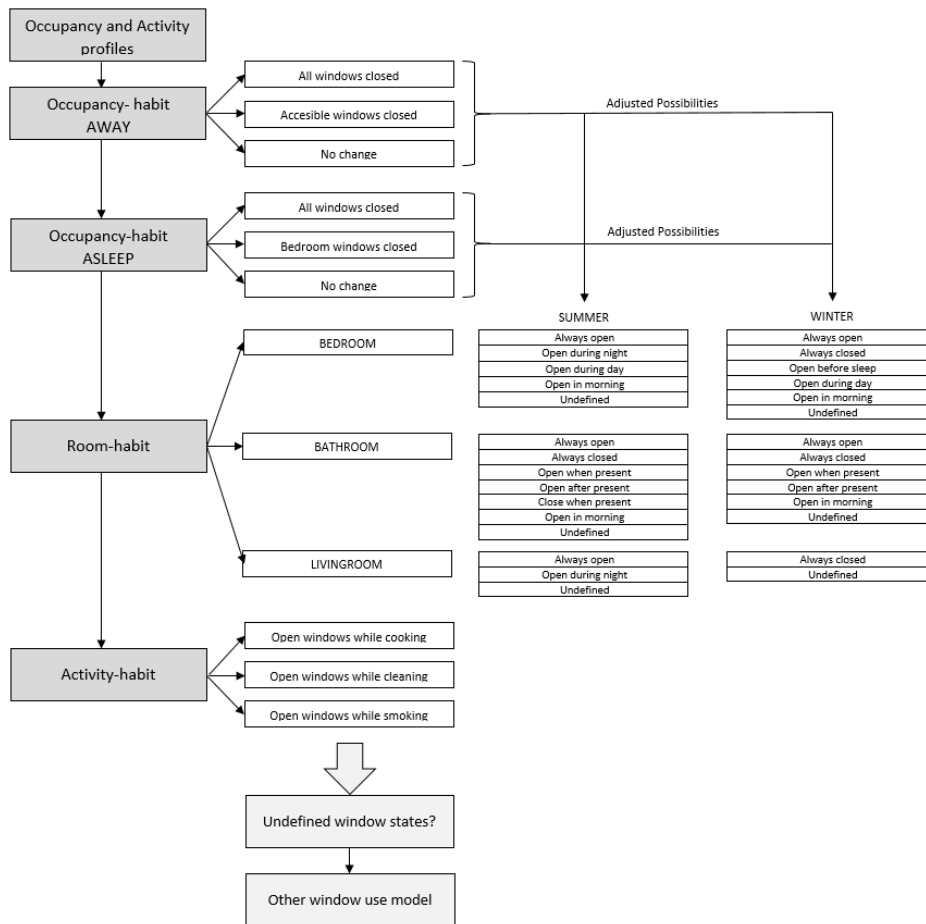 Occupancy and Activity
profiles
Occupancy- habit
AWAY
All windows closed
Accesible windows closed
No change
Adjusted Possibilities
Occupancy-habit
ASLEEP
All windows closed
Bedroom windows closed
No change
Adjusted Possibilities
SUMMER
WINTER
Room-habit
BEDROOM
Always open
Open during night
Open during day
Open in morning
Undefined
Always open
Always closed
Open before sleep
Open during day
Open in morning
Undefined
BATHROOM
Always open
Always closed
Open when present
Open after present
Close when present
Open in morning
Undefined
Always open
Always closed
Open when present
Open after present
Open in morning
Undefined
LIVINGROOM
Always open
Open during night
Undefined
Always closed
Undefined
Activity-habit
Open windows while cooking
Open windows while cleaning
Open windows while smoking
Undefined window states?
Other window use model